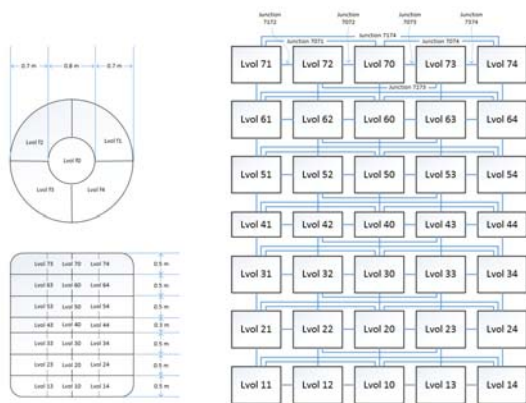 0.7 m 0.8 m 0.7 m
Lvol f2
Lvol f1
Lvol f0
Lvol f3
Lvol f4
Lvol 73 Lvol 70 Lvol 74
Lvol 63 Lvol 60 Lvol 64
Lvol 53 Lvol 50 Lvol 54
Lvol 43 Lvol 40 Lvol 44
Lvol 33 Lvol 30 Lvol 34
Lvol 23 Lvol 20 Lvol 24
Lvol 13 Lvol 10 Lvol 14
0.5 m
0.5 m
0.5 m
0.3 m
0.5 m
0.5 m
0.5 m
Junction 7172
Junction 7071
Junction 7072
Junction 7174
Junction 7073
Junction 7074
Junction 7374
Lvol 71 Lvol 72 Lvol 70 Lvol 73 Lvol 74
Junction 7273
Lvol 61 Lvol 62 Lvol 60 Lvol 63 Lvol 64
Lvol 51 Lvol 52 Lvol 50 Lvol 53 Lvol 54
Lvol 41 Lvol 42 Lvol 40 Lvol 43 Lvol 44
Lvol 31 Lvol 32 Lvol 30 Lvol 33 Lvol 34
Lvol 21 Lvol 22 Lvol 20 Lvol 23 Lvol 24
Lvol 11 Lvol 12 Lvol 10 Lvol 13 Lvol 14